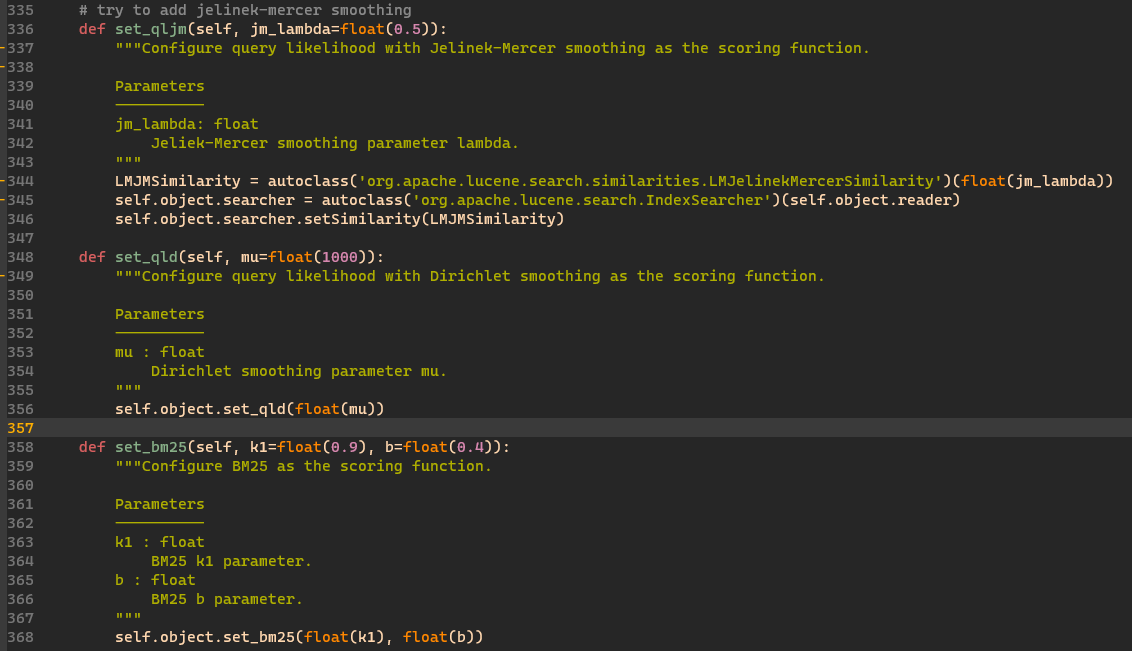 335     # try to add jelinek-mercer smoothing
336     def set_qljm(self, jm_lambda=float(0.5)):
337         """Configure query likelihood with Jelinek-Mercer smoothing as the scoring function.
338
339         Parameters
340         ----------
341         jm_lambda: float
342             Jeliek-Mercer smoothing parameter lambda.
343         """
344         LMJMSimilarity = autoclass('org.apache.lucene.search.similarities.LMJelinekMercerSimilarity')(float(jm_lambda))
345         self.object.searcher = autoclass('org.apache.lucene.search.IndexSearcher')(self.object.reader)
346         self.object.searcher.setSimilarity(LMJMSimilarity)
347
348     def set_qld(self, mu=float(1000)):
349         """Configure query likelihood with Dirichlet smoothing as the scoring function.
350
351         Parameters
352         ----------
353         mu : float
354             Dirichlet smoothing parameter mu.
355         """
356         self.object.set_qld(float(mu))
357
358     def set_bm25(self, k1=float(0.9), b=float(0.4)):
359         """Configure BM25 as the scoring function.
360
361         Parameters
362         ----------
363         k1 : float
364             BM25 k1 parameter.
365         b : float
366             BM25 b parameter.
367         """
368         self.object.set_bm25(float(k1), float(b))